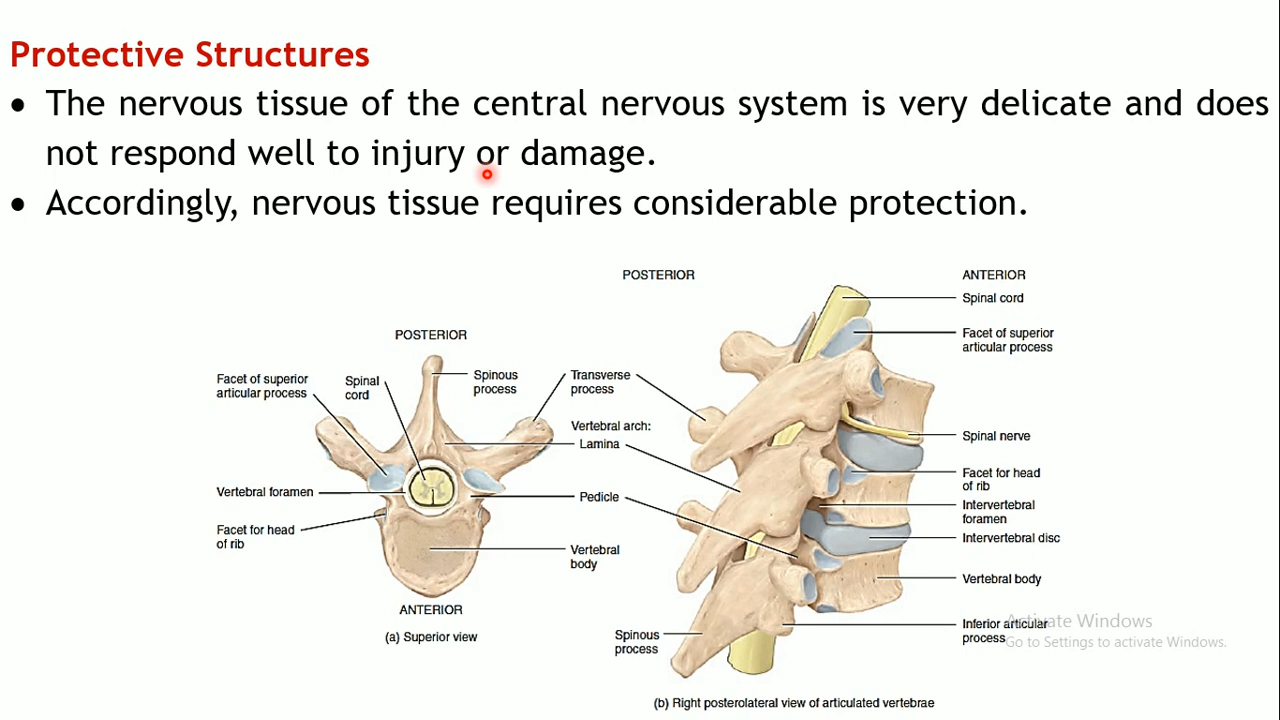 Protective Structures
• The nervous tissue of the central nervous system is very delicate and does
not respond well to injury or damage.
• Accordingly, nervous tissue requires considerable protection.
POSTERIOR
Facet of superior
articular process
Spinal
cord
Spinous
process
Transverse
process
Vertebral arch:
Lamina
Vertebral foramen
Pedicle
Facet for head
of rib
Vertebral
body
ANTERIOR
(a) Superior view
POSTERIOR
ANTERIOR
Spinal cord
Facet of superior
articular process
Spinal nerve
Facet for head
of rib
Intervertebral
foramen
Intervertebral disc
Vertebral body
Inferior articular
process
Spinous
process
(b) Right posterolateral view of articulated vertebrae
Activate Windows
Go to Settings to activate Windows.